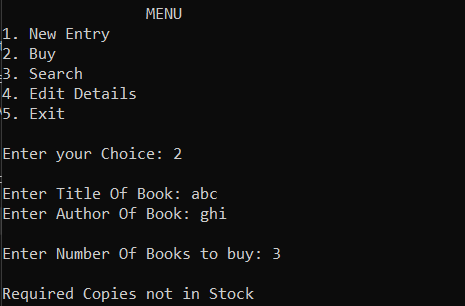 MENU
1. New Entry
2. Buy
3. Search
4. Edit Details
5. Exit
Enter your Choice: 2
Enter Title Of Book: abc
Enter Author Of Book: ghi
Enter Number Of Books to buy: 3
Required Copies not in Stock